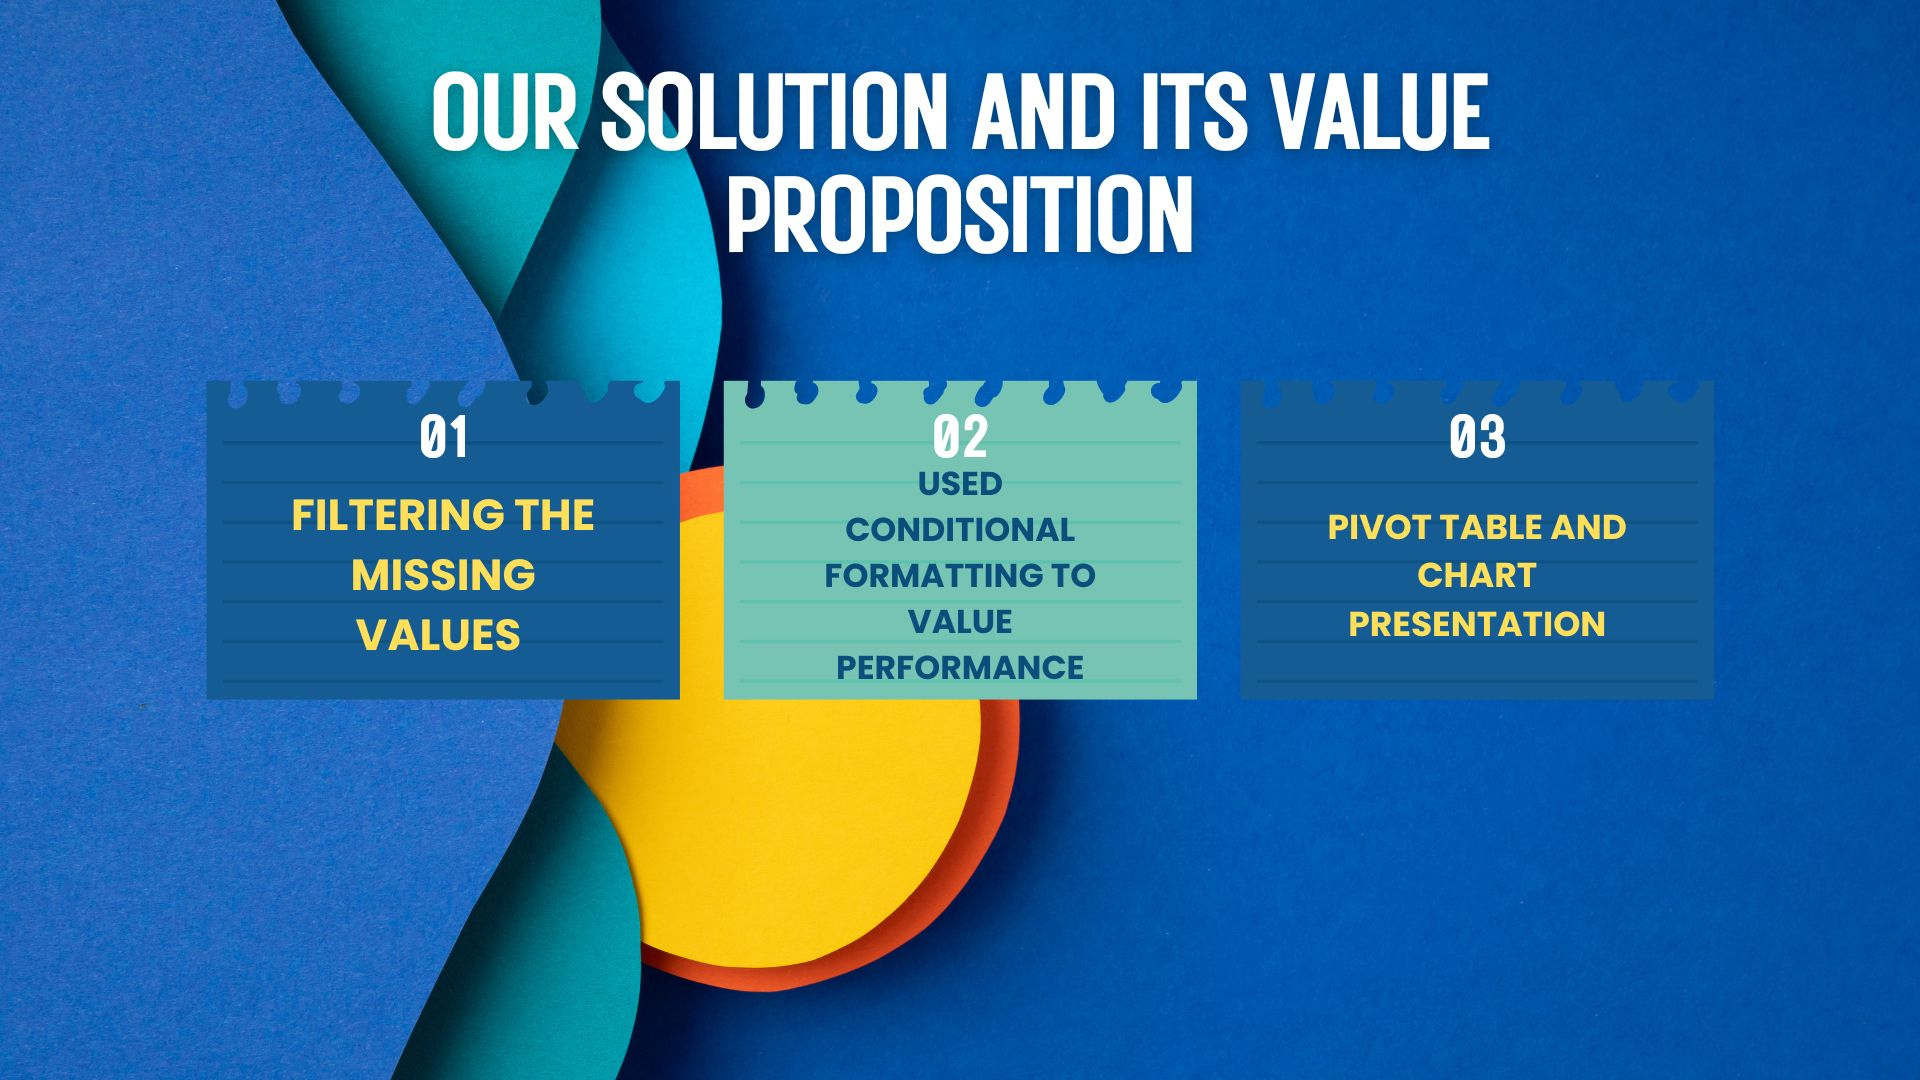 OUR SOLUTION AND ITS VALUE
PROPOSITION
01
FILTERING THE
MISSING
VALUES
02
USED
CONDITIONAL
FORMATTING TO
VALUE
PERFORMANCE
03
PIVOT TABLE AND
CHART
PRESENTATION